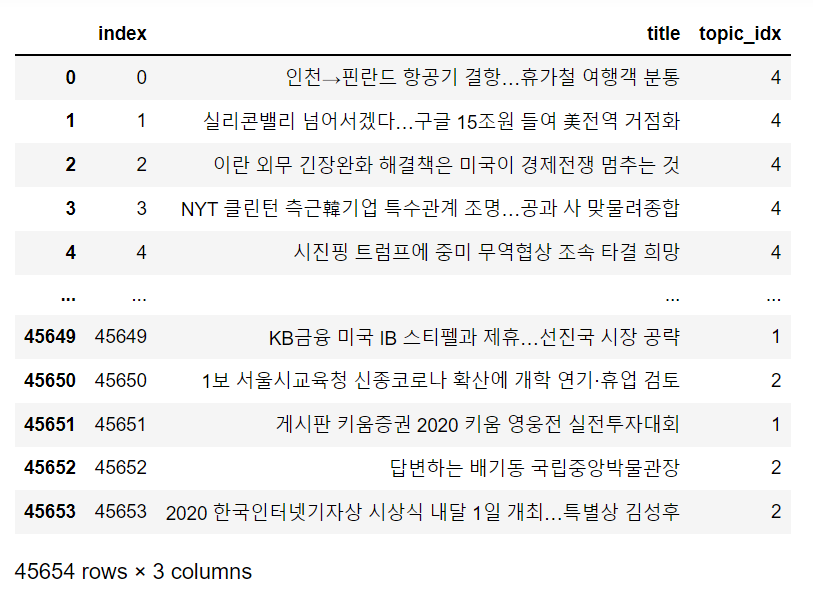 index title topic_idx
0 0 인천→핀란드 항공기 결항…휴가철 여행객 분통 4
1 1 실리콘밸리 넘어서겠다…구글 15조원 들여 美전역 거점화 4
2 2 이란 외무 긴장완화 해결책은 미국이 경제전쟁 멈추는 것 4
3 3 NYT 클린턴 측근韓기업 특수관계 조명…공과 사 맞물려종합 4
4 4 시진핑 트럼프에 중미 무역협상 조속 타결 희망 4
... ... ... ...
45649 45649 KB금융 미국 IB 스티펠과 제휴…선진국 시장 공략 1
45650 45650 1보 서울시교육청 신종코로나 확산에 개학 연기·휴업 검토 2
45651 45651 게시판 키움증권 2020 키움 영웅전 실전투자대회 1
45652 45652 답변하는 배기동 국립중앙박물관장 2
45653 45653 2020 한국인터넷기자상 시상식 내달 1일 개최…특별상 김성후 2
45654 rows × 3 columns